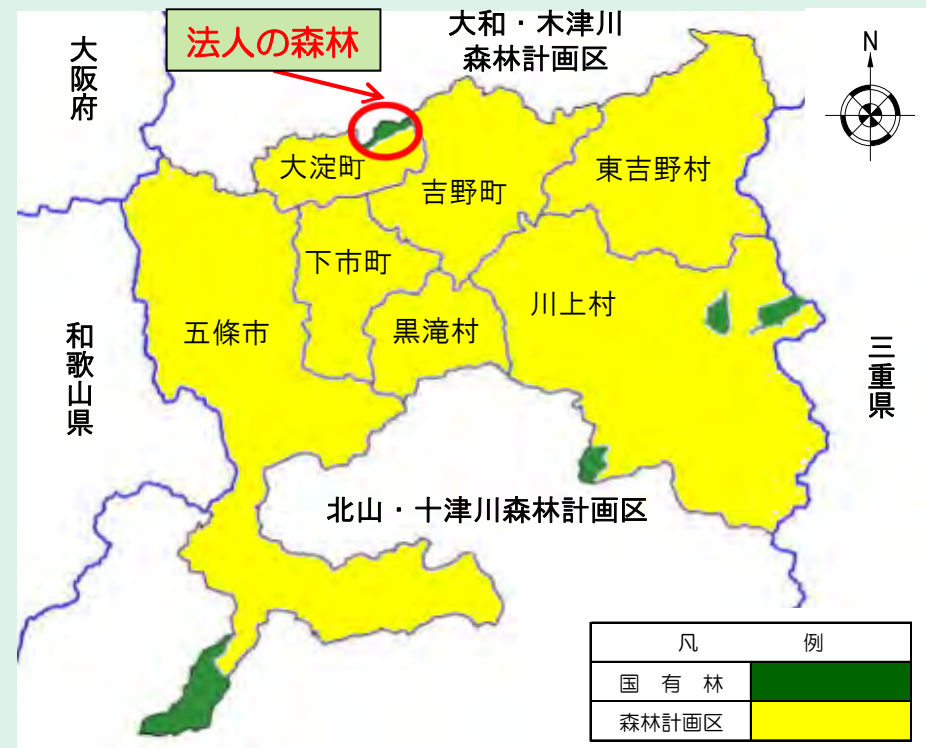 法人の森林
大和・木津川
森林計画区
N
大阪府
大淀町
吉野町
東吉野村
下市町
川上村
五條市
黒滝村
和歌山県
三重県
北山・十津川森林計画区
凡 例
国 有 林
森林計画区